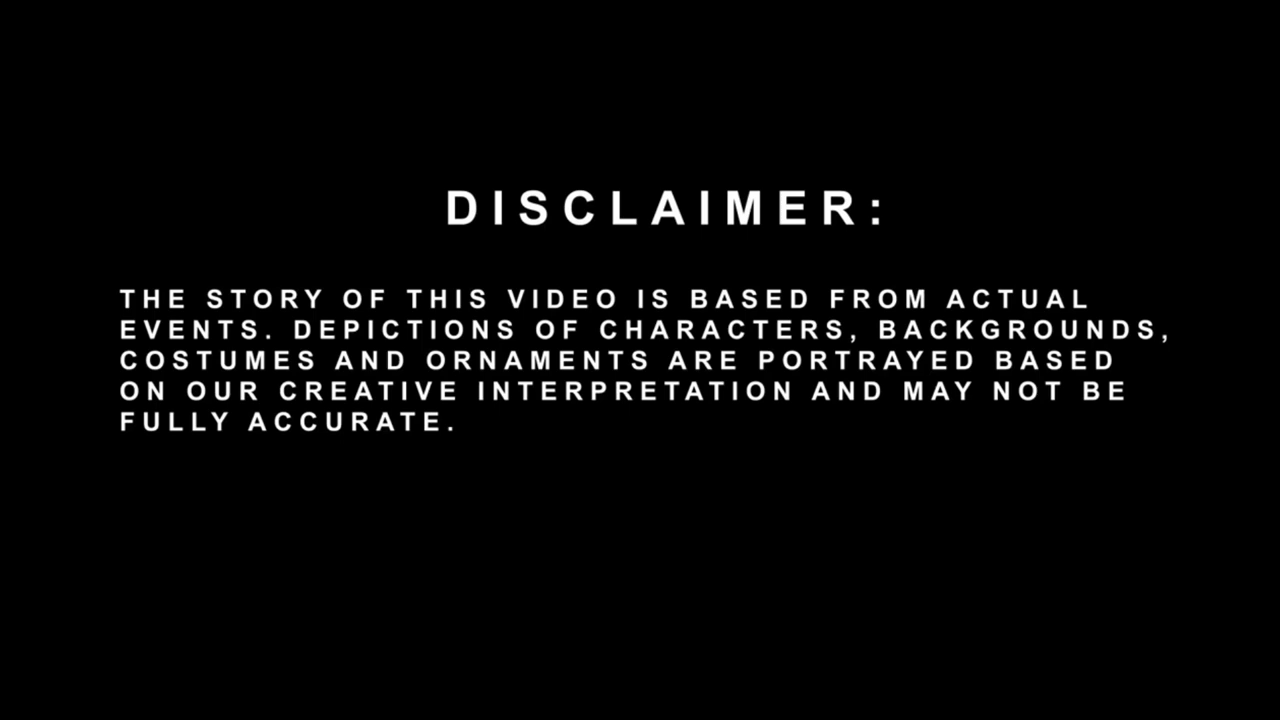 DISCLAIMER:
THE STORY OF THIS VIDEO IS BASED FROM ACTUAL
EVENTS. DEPICTIONS OF CHARACTERS, BACKGROUNDS,
COSTUMES AND ORNAMENTS ARE PORTRAYED BASED
ON OUR CREATIVE INTERPRETATION AND MAY NOT BE
FULLY ACCURATE.